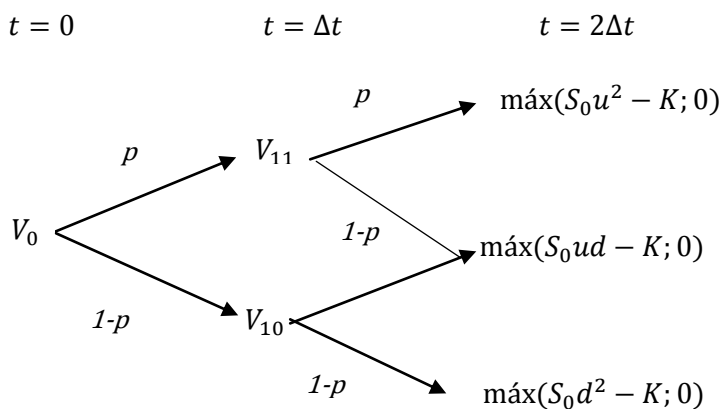 t = 0 t = Δt t = 2Δt
p máx(S₀u² − K; 0)
p V₁₁
V₀ 1-p máx(S₀ud − K; 0)
1-p V₁₀
1-p máx(S₀d² − K; 0)